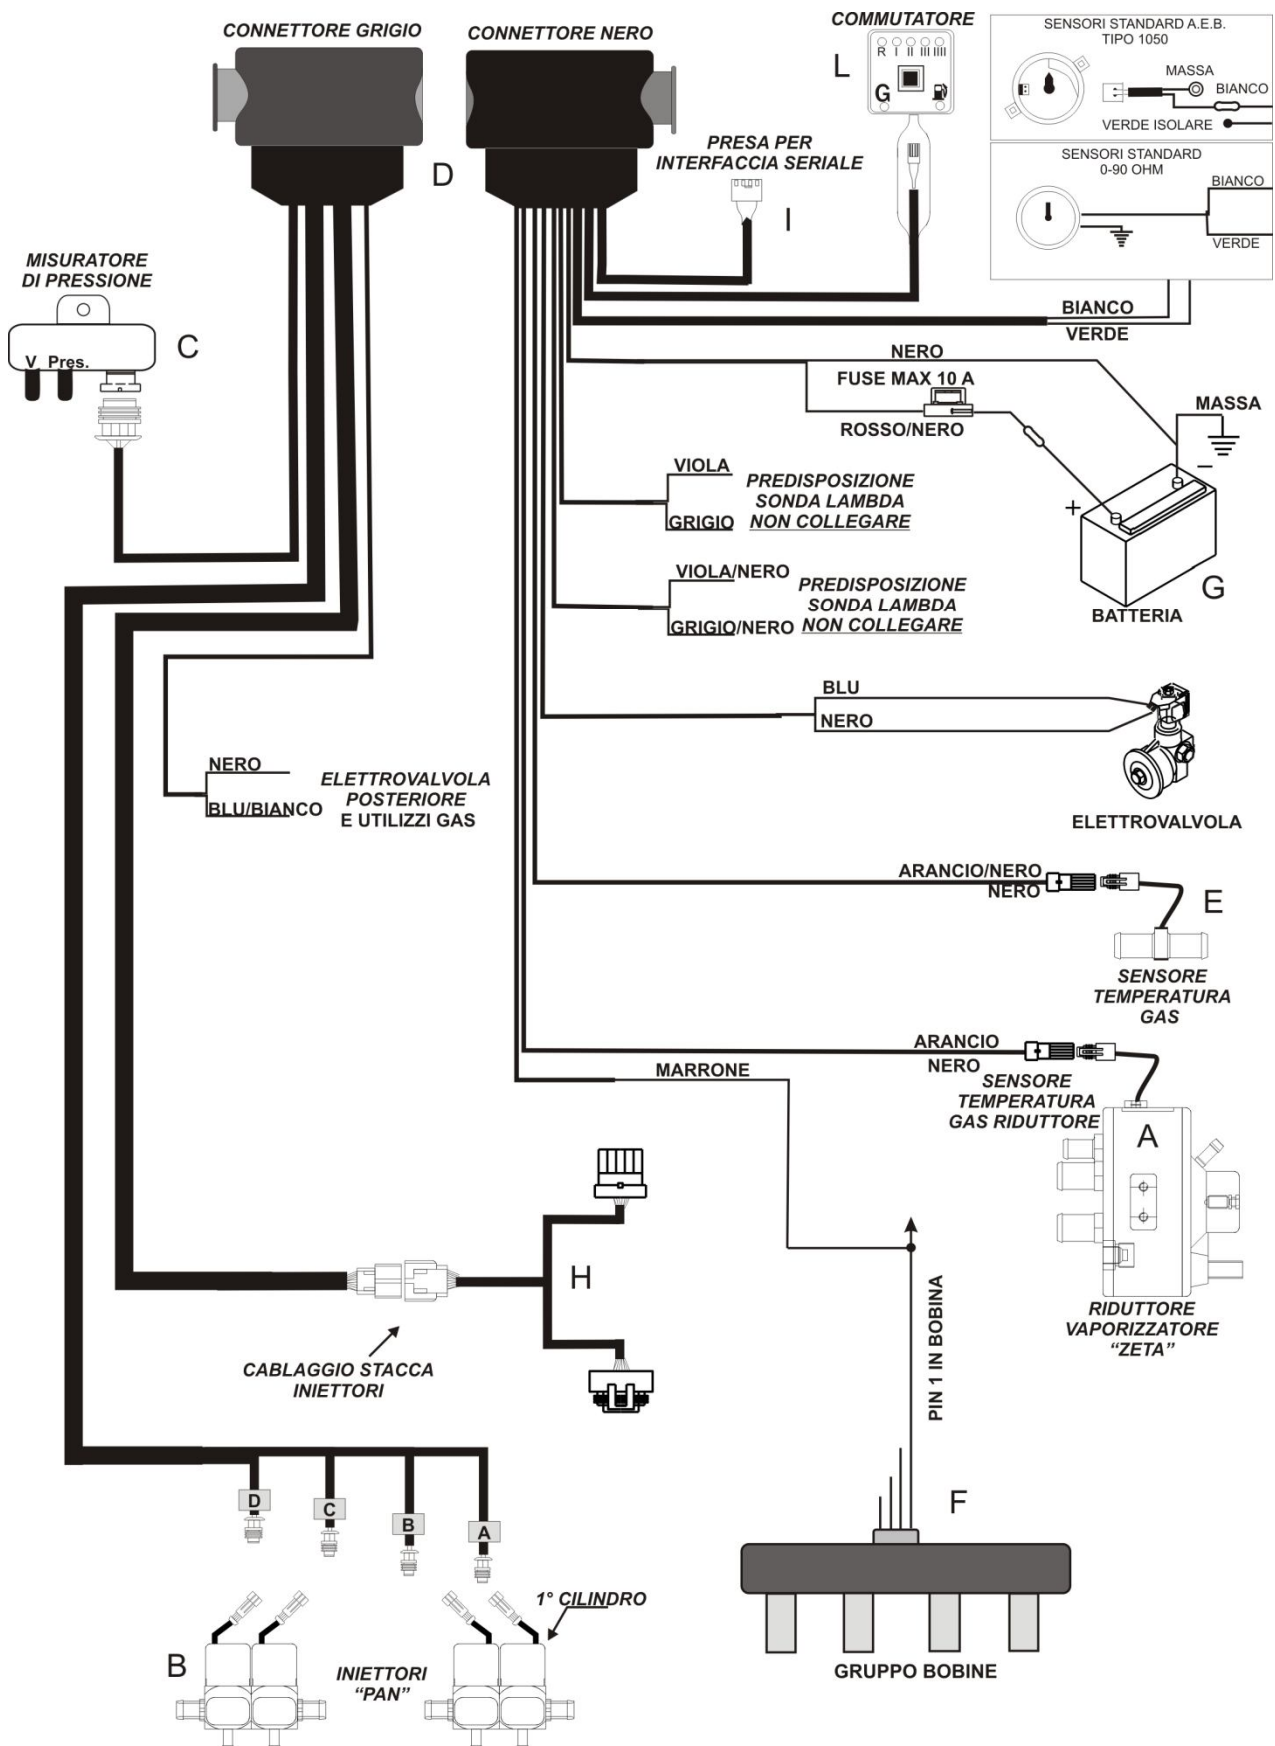 CONNETTORE GRIGIO
CONNETTORE NERO
COMMUTATORE
L
R I II III IIII
G
SENSORI STANDARD A.E.B.
TIPO 1050
MASSA
BIANCO
VERDE ISOLARE
SENSORI STANDARD
0-90 OHM
BIANCO
VERDE
D
PRESA PER
INTERFACCIA SERIALE
I
MISURATORE
DI PRESSIONE
V Pres.
C
BIANCO
VERDE
NERO
FUSE MAX 10 A
ROSSO/NERO
MASSA
+
–
G
BATTERIA
VIOLA
GRIGIO
PREDISPOSIZIONE
SONDA LAMBDA
NON COLLEGARE
VIOLA/NERO
GRIGIO/NERO
PREDISPOSIZIONE
SONDA LAMBDA
NON COLLEGARE
BLU
NERO
ELETTROVALVOLA
NERO
BLU/BIANCO
ELETTROVALVOLA
POSTERIORE
E UTILIZZI GAS
ARANCIO/NERO
NERO
E
SENSORE
TEMPERATURA
GAS
ARANCIO
NERO
MARRONE
SENSORE
TEMPERATURA
GAS RIDUTTORE
A
RIDUTTORE
VAPORIZZATORE
“ZETA”
H
CABLAGGIO STACCA
INIETTORI
PIN 1 IN BOBINA
F
GRUPPO BOBINE
D
C
B
A
1° CILINDRO
B
INIETTORI
“PAN”